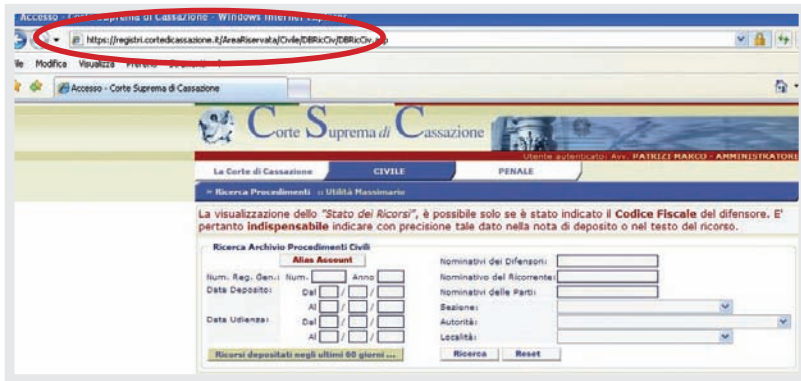 Accesso - Corte Suprema di Cassazione - Windows Internet Explorer
https://registri.cortedicassazione.it/AreaRiservata/Civile/DBRicCiv/DBRicCiv.
Modifica Visualizza
Accesso - Corte Suprema di Cassazione
Corte Suprema di Cassazione
Utente autenticato: Avv. PATRIZI MARCO - AMMINISTRATORE
La Corte di Cassazione CIVILE PENALE
» Ricerca Procedimenti :: Utilità Massimario
La visualizzazione dello "Stato dei Ricorsi", è possibile solo se è stato indicato il Codice Fiscale del difensore. E'
pertanto indispensabile indicare con precisione tale dato nella nota di deposito o nel testo del ricorso.
Ricerca Archivio Procedimenti Civili
Alias Account
Num. Reg. Gen.: Num. Anno
Data Deposito: Dal / /
Al / /
Data Udienza: Dal / /
Al / /
Ricorsi depositati negli ultimi 60 giorni ...
Nominativi dei Difensori:
Nominativo del Ricorrente:
Nominativi delle Parti:
Sezione:
Autorità:
Località:
Ricerca Reset